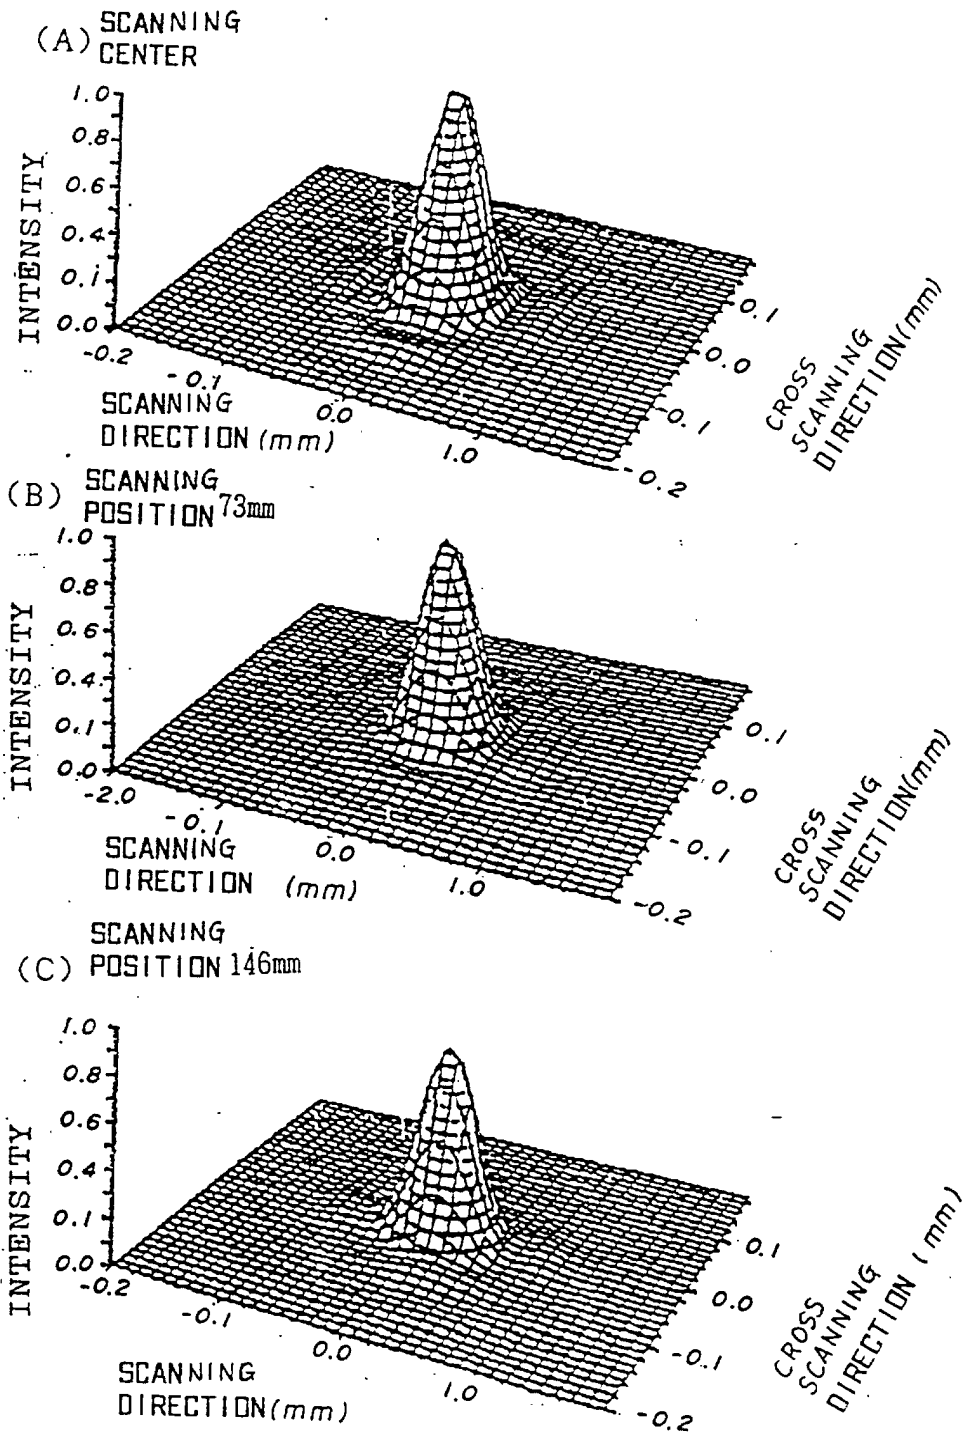 (A) SCANNING
CENTER
1.0
0.8
0.6
0.4
0.1
0.0
INTENSITY
-0.2
-0.1
0.0
1.0
SCANNING
DIRECTION (mm)
0.1
0.0
-0.1
-0.2
CROSS
SCANNING
DIRECTION (mm)
(B) SCANNING
POSITION 73mm
1.0
0.8
0.6
0.4
0.1
0.0
INTENSITY
-2.0
-0.1
0.0
1.0
SCANNING
DIRECTION (mm)
0.1
0.0
-0.1
-0.2
CROSS
SCANNING
DIRECTION (mm)
(C) SCANNING
POSITION 146mm
1.0
0.8
0.6
0.4
0.1
0.0
INTENSITY
-0.2
-0.1
0.0
1.0
SCANNING
DIRECTION (mm)
0.1
0.0
-0.1
-0.2
CROSS
SCANNING
DIRECTION (mm)